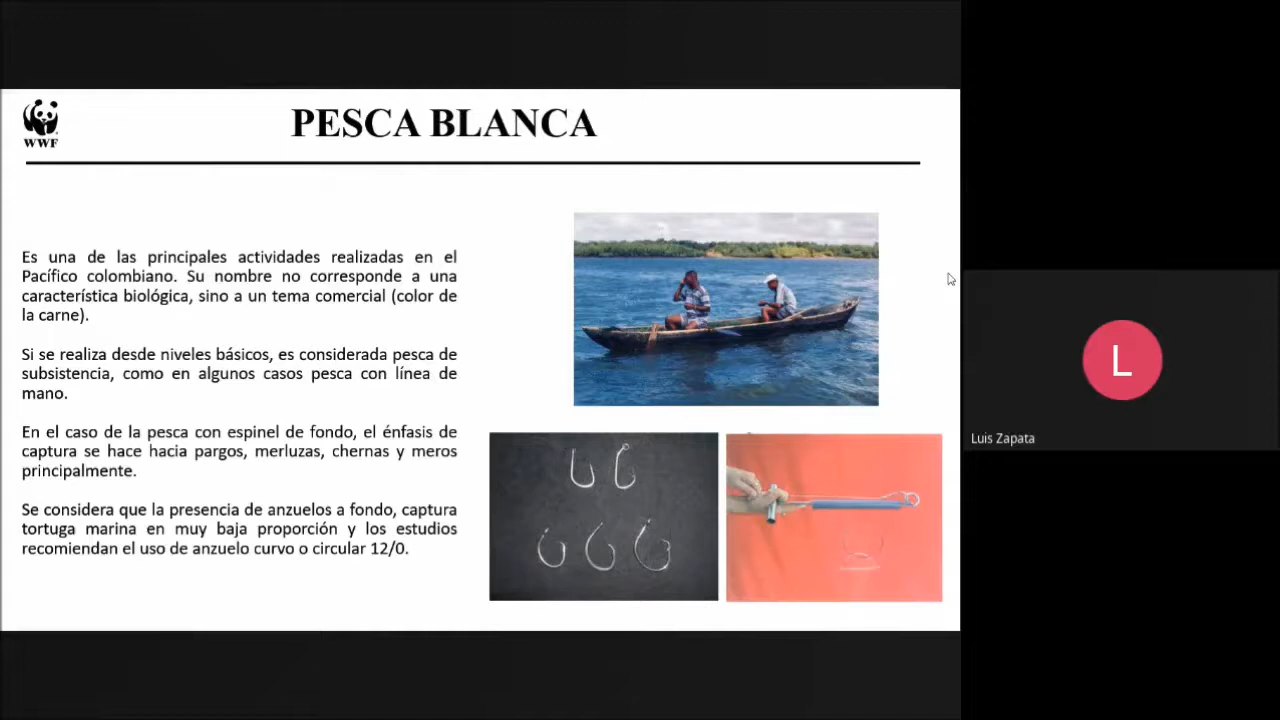 WWF
PESCA BLANCA
Es una de las principales actividades realizadas en el
Pacífico colombiano. Su nombre no corresponde a una
característica biológica, sino a un tema comercial (color de
la carne).
Si se realiza desde niveles básicos, es considerada pesca de
subsistencia, como en algunos casos pesca con línea de
mano.
En el caso de la pesca con espinel de fondo, el énfasis de
captura se hace hacia pargos, merluzas, chernas y meros
principalmente.
Se considera que la presencia de anzuelos a fondo, captura
tortuga marina en muy baja proporción y los estudios
recomiendan el uso de anzuelo curvo o circular 12/0.
L
Luis Zapata